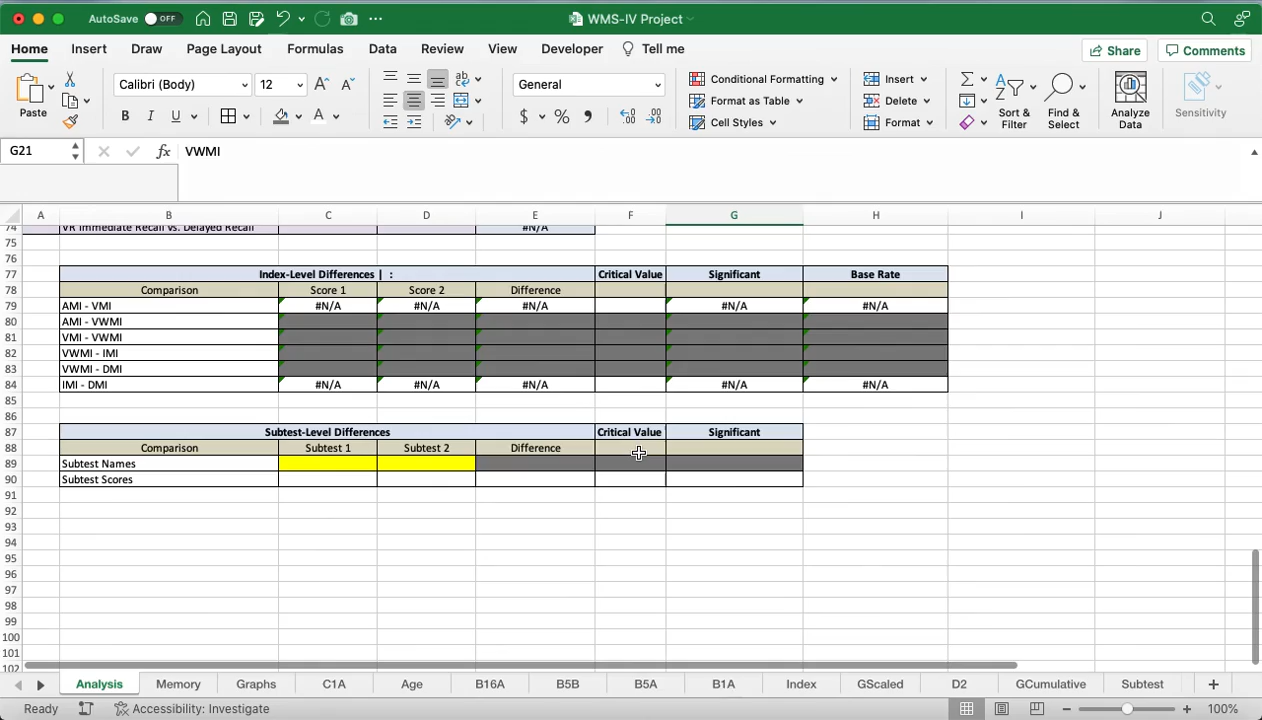 AutoSave OFF WMS-IV Project
Home Insert Draw Page Layout Formulas Data Review View Developer Tell me Share Comments
Paste Calibri (Body) 12 General Conditional Formatting Insert Sort & Filter Find & Select Analyze Data Sensitivity
B I U A $ % Format as Table Delete
Cell Styles Format
G21 fx VWMI
A B C D E F G H I J
74 VR Immediate Recall vs. Delayed Recall #N/A
75
76
77 Index-Level Differences | : Critical Value Significant Base Rate
78 Comparison Score 1 Score 2 Difference
79 AMI - VMI #N/A #N/A #N/A #N/A #N/A
80 AMI - VWMI
81 VMI - VWMI
82 VWMI - IMI
83 VWMI - DMI
84 IMI - DMI #N/A #N/A #N/A #N/A #N/A
85
86
87 Subtest-Level Differences Critical Value Significant
88 Comparison Subtest 1 Subtest 2 Difference
89 Subtest Names
90 Subtest Scores
91
92
93
94
95
96
97
98
99
100
101
102
Analysis Memory Graphs C1A Age B16A B5B B5A B1A Index GScaled D2 GCumulative Subtest
Ready Accessibility: Investigate 100%